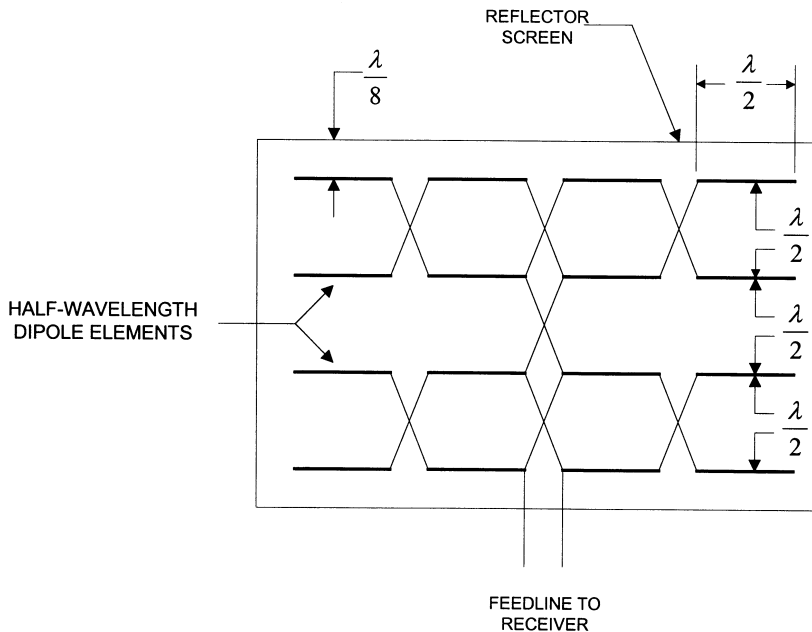 REFLECTOR
SCREEN
λ/8
λ/2
λ/2
HALF-WAVELENGTH
DIPOLE ELEMENTS
λ/2
λ/2
FEEDLINE TO
RECEIVER